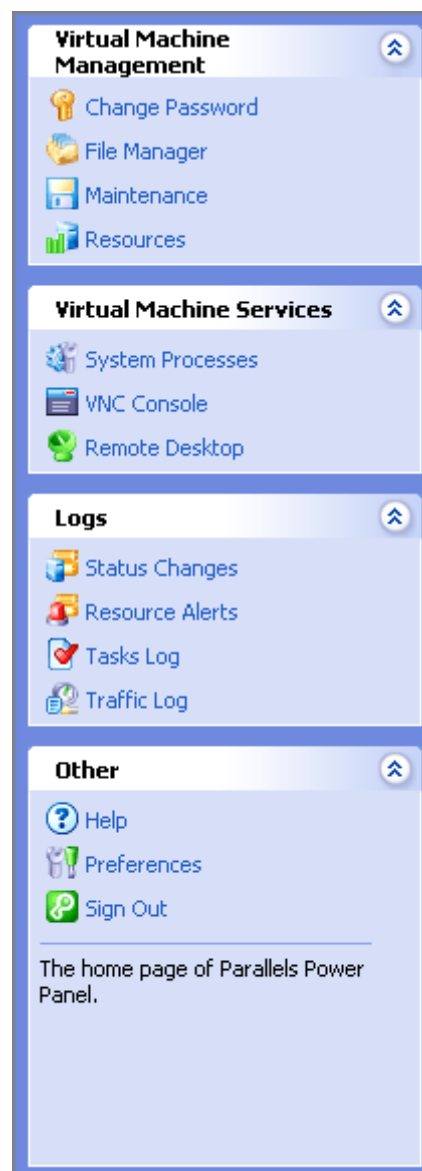 Virtual Machine
Management
Change Password
File Manager
Maintenance
Resources
Virtual Machine Services
System Processes
VNC Console
Remote Desktop
Logs
Status Changes
Resource Alerts
Tasks Log
Traffic Log
Other
Help
Preferences
Sign Out
The home page of Parallels Power
Panel.